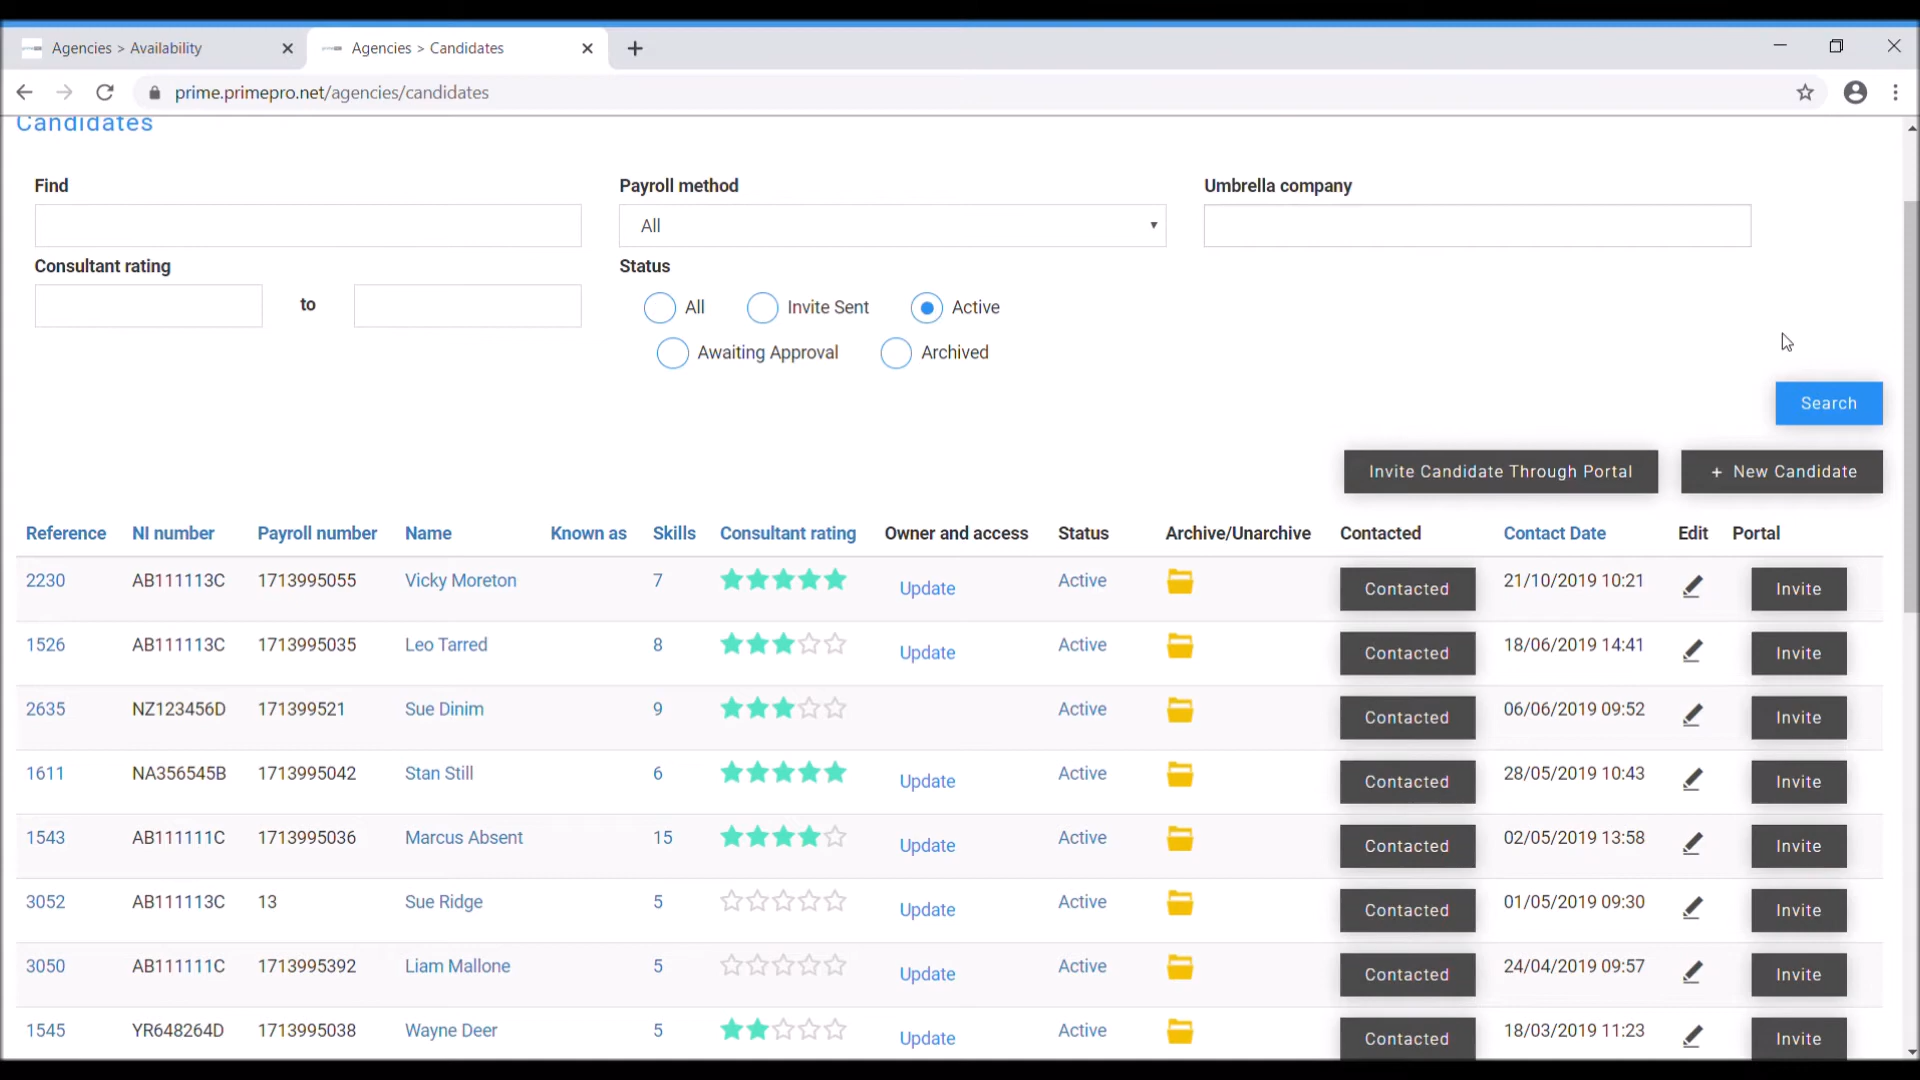 Agencies > Availability
Agencies > Candidates
prime.primepro.net/agencies/candidates
Candidates
Find
Payroll method
Umbrella company
All
Consultant rating
Status
to
All
Invite Sent
Active
Awaiting Approval
Archived
Search
Invite Candidate Through Portal
+ New Candidate
Reference NI number Payroll number Name Known as Skills Consultant rating Owner and access Status Archive/Unarchive Contacted Contact Date Edit Portal
2230 AB111113C 1713995055 Vicky Moreton 7 Update Active Contacted 21/10/2019 10:21 Invite
1526 AB111113C 1713995035 Leo Tarred 8 Update Active Contacted 18/06/2019 14:41 Invite
2635 NZ123456D 171399521 Sue Dinim 9 Active Contacted 06/06/2019 09:52 Invite
1611 NA356545B 1713995042 Stan Still 6 Update Active Contacted 28/05/2019 10:43 Invite
1543 AB111111C 1713995036 Marcus Absent 15 Update Active Contacted 02/05/2019 13:58 Invite
3052 AB111113C 13 Sue Ridge 5 Update Active Contacted 01/05/2019 09:30 Invite
3050 AB111111C 1713995392 Liam Mallone 5 Update Active Contacted 24/04/2019 09:57 Invite
1545 YR648264D 1713995038 Wayne Deer 5 Update Active Contacted 18/03/2019 11:23 Invite